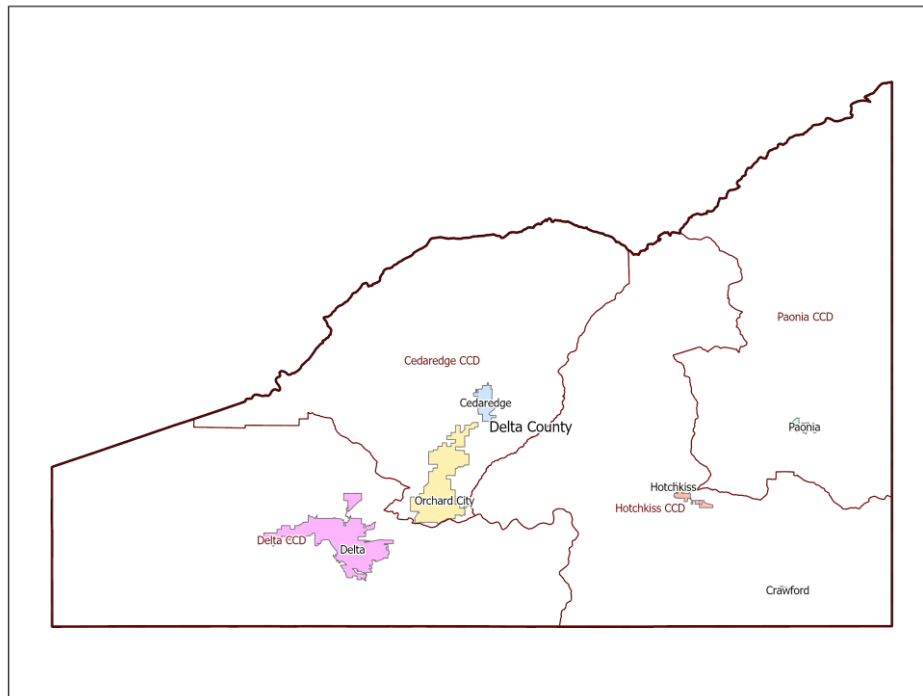 Paonia CCD
Cedaredge CCD
Cedaredge
Delta County
Paonia
Hotchkiss
Orchard City
Hotchkiss CCD
Delta CCD
Delta
Crawford